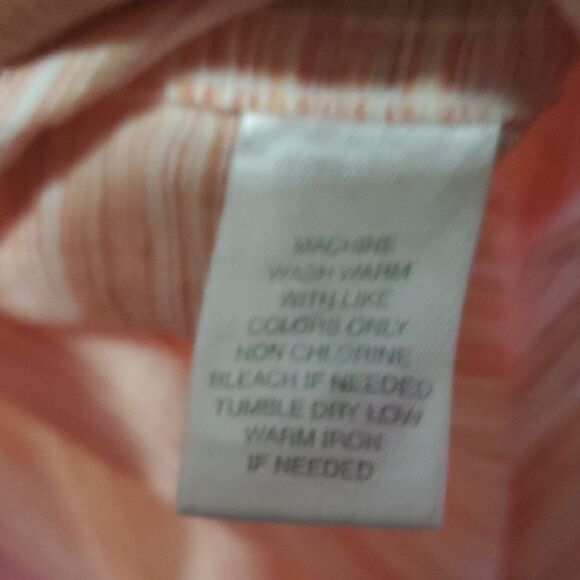 MACHINE
WASH WARM
WITH LIKE
COLORS ONLY
NON CHLORINE
BLEACH IF NEEDED
TUMBLE DRY LOW
WARM IRON
IF NEEDED